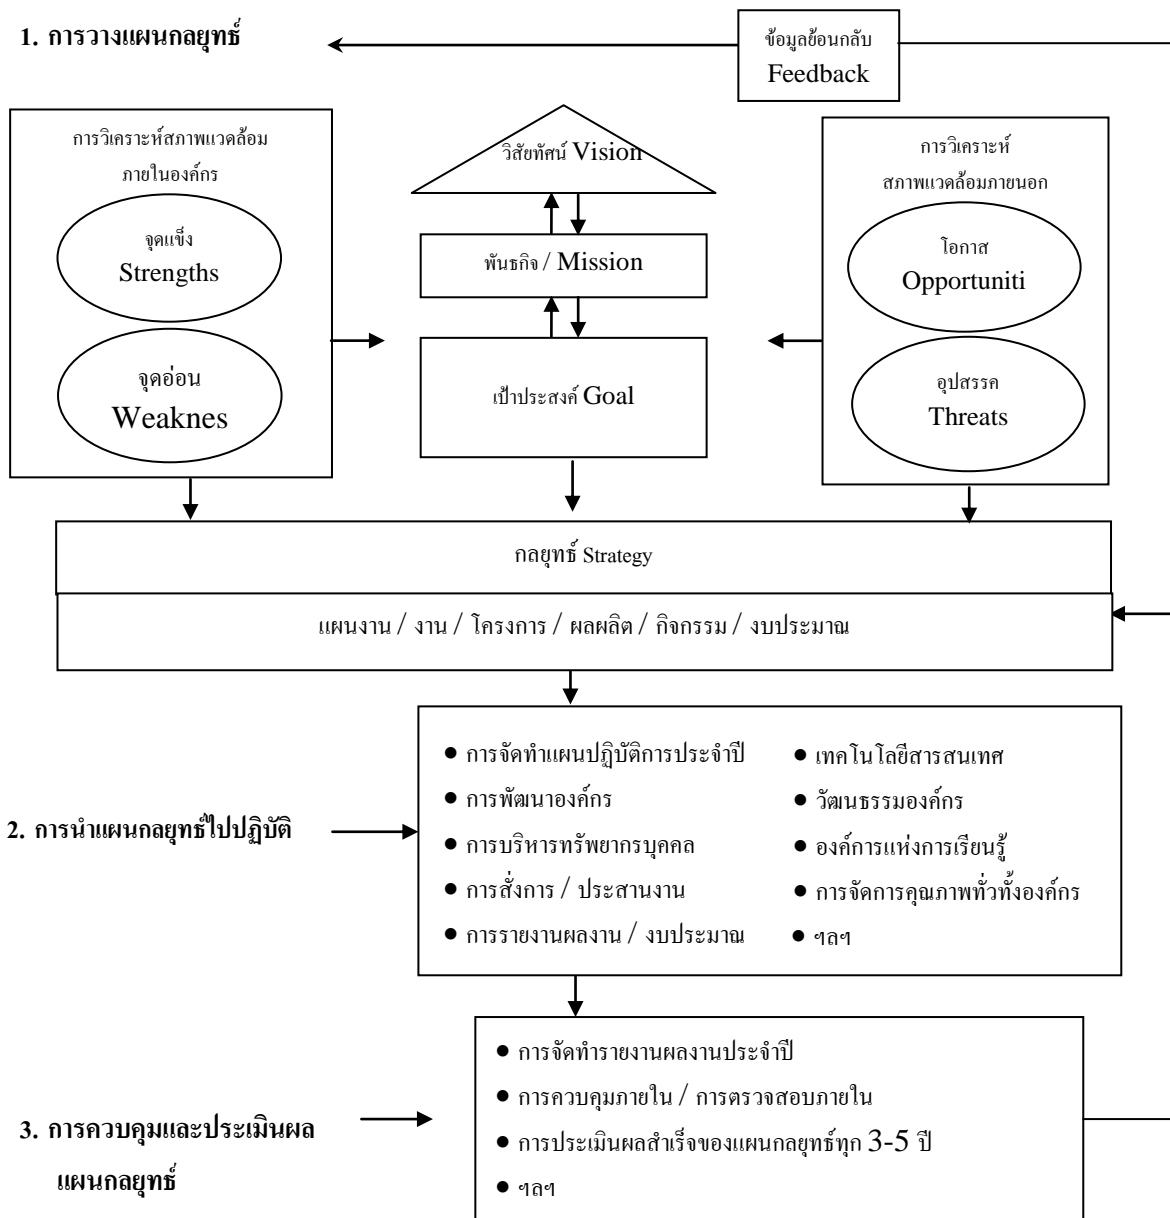 1. การวางแผนกลยุทธ์
ข้อมูลย้อนกลับ
Feedback
การวิเคราะห์สภาพแวดล้อม
ภายในองค์กร
จุดแข็ง
Strengths
จุดอ่อน
Weaknes
วิสัยทัศน์ Vision
พันธกิจ / Mission
เป้าประสงค์ Goal
การวิเคราะห์
สภาพแวดล้อมภายนอก
โอกาส
Opportuniti
อุปสรรค
Threats
กลยุทธ์ Strategy
แผนงาน / งาน / โครงการ / ผลผลิต / กิจกรรม / งบประมาณ
2. การนำแผนกลยุทธ์ไปปฏิบัติ
● การจัดทำแผนปฏิบัติการประจำปี
● การพัฒนาองค์กร
● การบริหารทรัพยากรบุคคล
● การสั่งการ / ประสานงาน
● การรายงานผลงาน / งบประมาณ
● เทคโนโลยีสารสนเทศ
● วัฒนธรรมองค์กร
● องค์การแห่งการเรียนรู้
● การจัดการคุณภาพทั่วทั้งองค์กร
● ฯลฯ
3. การควบคุมและประเมินผล
แผนกลยุทธ์
● การจัดทำรายงานผลงานประจำปี
● การควบคุมภายใน / การตรวจสอบภายใน
● การประเมินผลสำเร็จของแผนกลยุทธ์ทุก 3-5 ปี
● ฯลฯ